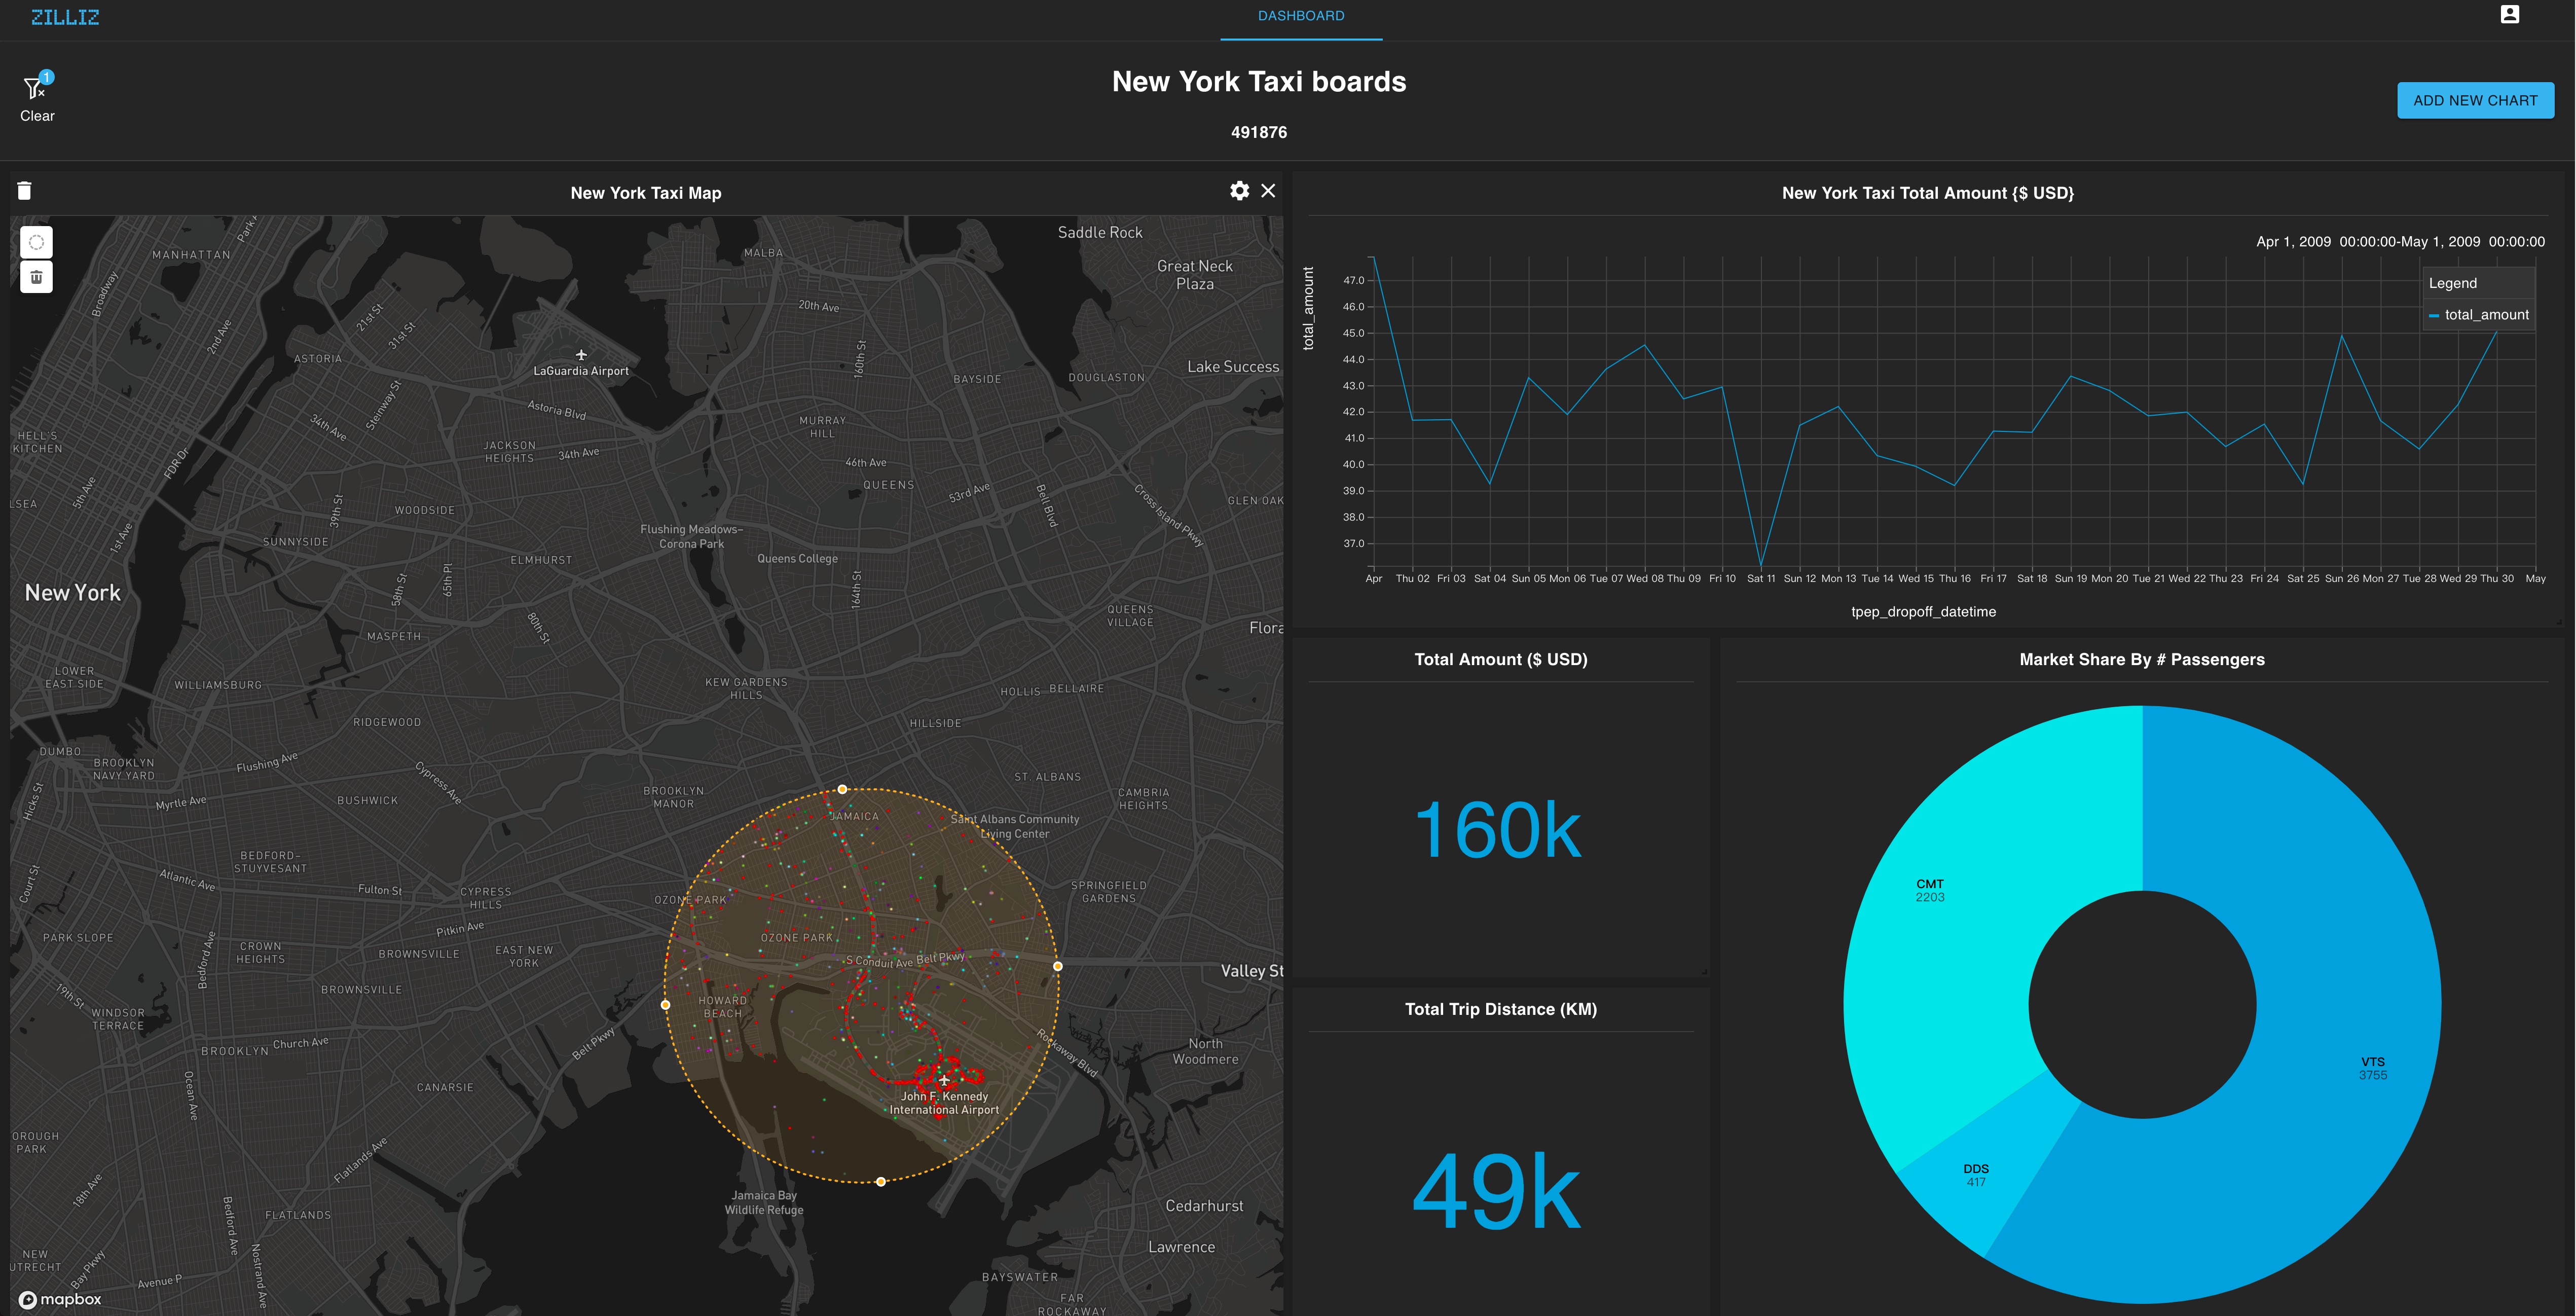 ZILLIZ
DASHBOARD
1
Clear
New York Taxi boards
491876
ADD NEW CHART
New York Taxi Map
Saddle Rock
MANHATTAN
MALBA
Great Neck
Plaza
Broadway
20th Ave
21st St
31st St
2nd Ave
ASTORIA
160th St
LaGuardia Airport
Lake Success
BAYSIDE
DOUGLASTON
Steinway St
Astoria Blvd
34th Ave
MURRAY
HILL
HELL'S
KITCHEN
JACKSON
HEIGHTS
34th Ave
FDR Dr
46th Ave
QUEENS
53rd Ave
Bell Blvd
Cross Island Pkwy
GLEN OAK
LSEA
5th Ave
39th St
WOODSIDE
1st Ave
Flushing Meadows–
Corona Park
SUNNYSIDE
ELMHURST
Queens College
New York
58th St
65th Pl
164th St
80th St
QUEENS
VILLAGE
Flora
MASPETH
LOWER
EAST SIDE
WILLIAMSBURG
KEW GARDENS
HILLS
HOLLIS
BELLAIRE
RIDGEWOOD
HILLSIDE
DUMBO
BROOKLYN
NAVY YARD
Flushing Ave
Cypress Ave
ST. ALBANS
Hicks St
Myrtle Ave
BUSHWICK
BROOKLYN
MANOR
CAMBRIA
HEIGHTS
JAMAICA
Saint Albans Community
Living Center
BEDFORD–
STUYVESANT
Court St
Atlantic Ave
Fulton St
CYPRESS
HILLS
OZONE PARK
SPRINGFIELD
GARDENS
PARK SLOPE
Bedford Ave
CROWN
HEIGHTS
Pitkin Ave
BROWNSVILLE
EAST NEW
YORK
OZONE PARK
S Conduit Ave
Belt Pkwy
Valley St
19th St
BROWNSVILLE
WINDSOR
TERRACE
HOWARD
BEACH
BROOKLYN
Church Ave
Belt Pkwy
Rockaway Blvd
North
Woodmere
Ocean Ave
CANARSIE
John F. Kennedy
International Airport
OROUGH
PARK
Flatlands Ave
18th Ave
Jamaica Bay
Wildlife Refuge
Cedarhurst
Bedford Ave
FLATLANDS
Lawrence
NEW
UTRECHT
Bay Pkwy
Nostrand Ave
Avenue P
BAYSWATER
FAR
ROCKAWAY
mapbox
New York Taxi Total Amount {$ USD}
Apr 1, 2009 00:00:00-May 1, 2009 00:00:00
total_amount
Legend
total_amount
47.0
46.0
45.0
44.0
43.0
42.0
41.0
40.0
39.0
38.0
37.0
Apr Thu 02 Fri 03 Sat 04 Sun 05 Mon 06 Tue 07 Wed 08 Thu 09 Fri 10 Sat 11 Sun 12 Mon 13 Tue 14 Wed 15 Thu 16 Fri 17 Sat 18 Sun 19 Mon 20 Tue 21 Wed 22 Thu 23 Fri 24 Sat 25 Sun 26 Mon 27 Tue 28 Wed 29 Thu 30 May
tpep_dropoff_datetime
Total Amount ($ USD)
160k
Total Trip Distance (KM)
49k
Market Share By # Passengers
CMT
2203
VTS
3755
DDS
417